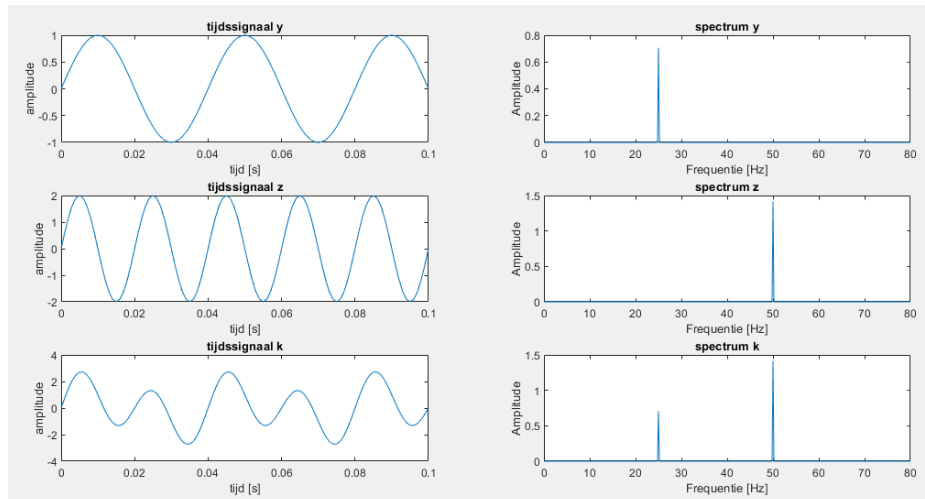 tijdssignaal y
1
0.5
0
-0.5
-1
amplitude
0 0.02 0.04 0.06 0.08 0.1
tijd [s]
spectrum y
0.8
0.6
0.4
0.2
0
Amplitude
0 10 20 30 40 50 60 70 80
Frequentie [Hz]
tijdssignaal z
2
1
0
-1
-2
amplitude
0 0.02 0.04 0.06 0.08 0.1
tijd [s]
spectrum z
1.5
1
0.5
0
Amplitude
0 10 20 30 40 50 60 70 80
Frequentie [Hz]
tijdssignaal k
4
2
0
-2
-4
amplitude
0 0.02 0.04 0.06 0.08 0.1
tijd [s]
spectrum k
1.5
1
0.5
0
Amplitude
0 10 20 30 40 50 60 70 80
Frequentie [Hz]